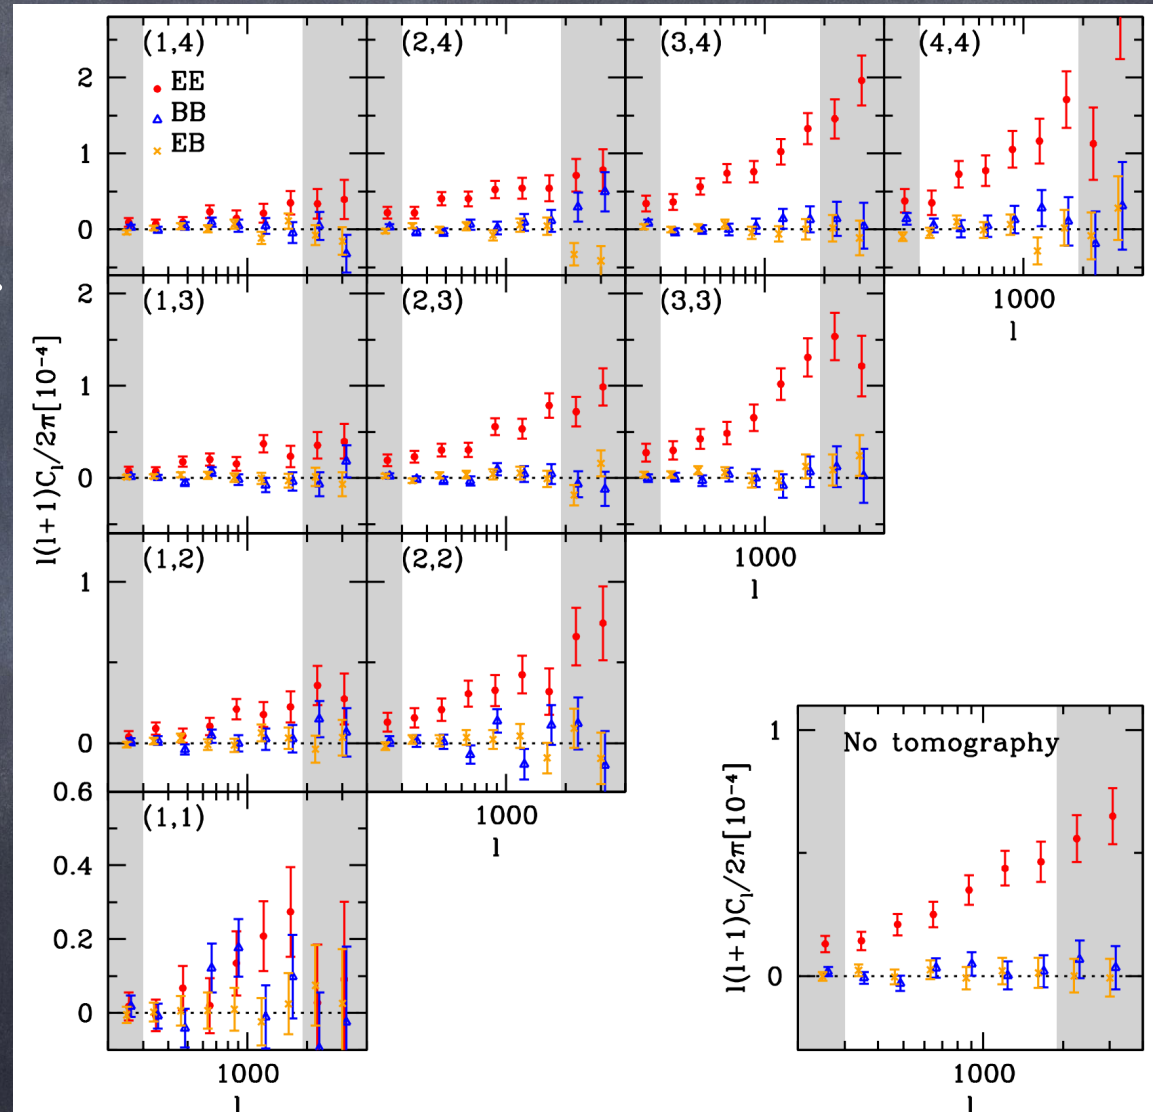 (1,4)
EE
BB
EB
(2,4)
(3,4)
(4,4)
2
1
0
1000
l
(1,3)
(2,3)
(3,3)
2
1
0
1000
l
l(l+1)Cl/2π[10⁻⁴]
(1,2)
(2,2)
1
0
1000
l
(1,1)
0.6
0.4
0.2
0
1000
l
No tomography
1
0
l(l+1)Cl/2π[10⁻⁴]
1000
l